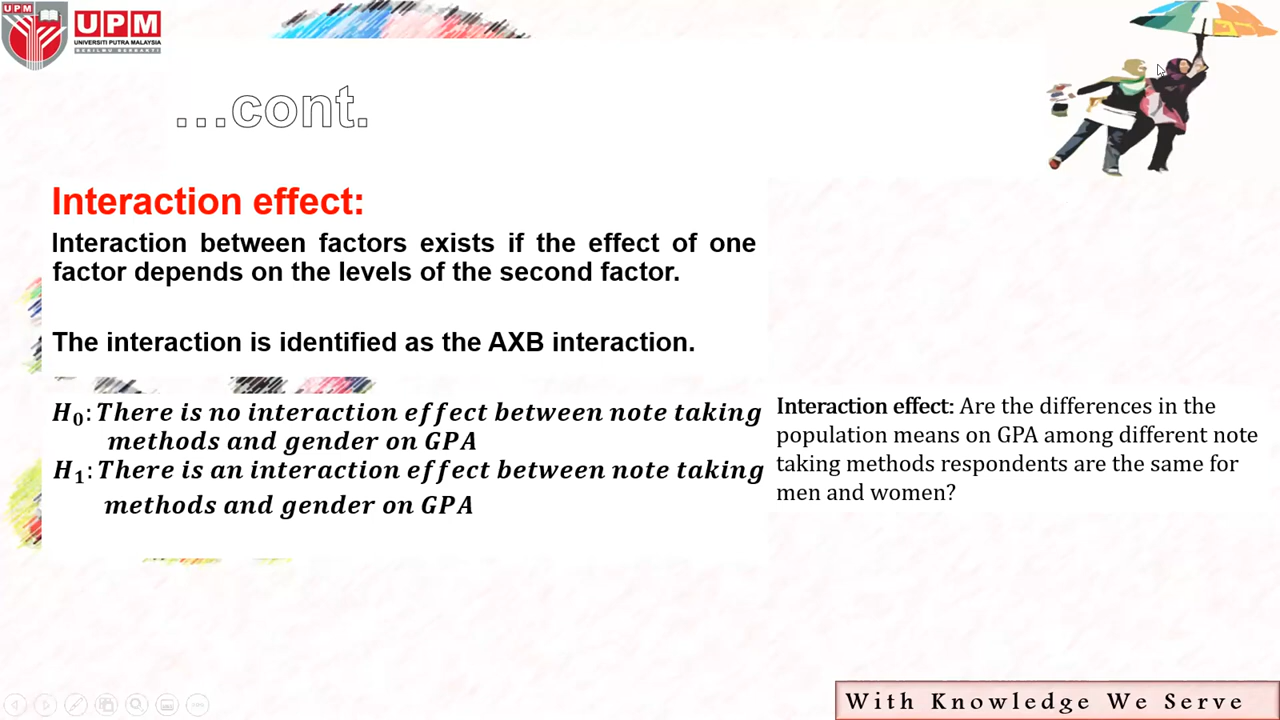 UPM
UPM
UNIVERSITI PUTRA MALAYSIA
BERILMU BERBAKTI
...cont.
Interaction effect:
Interaction between factors exists if the effect of one
factor depends on the levels of the second factor.
The interaction is identified as the AXB interaction.
H₀: There is no interaction effect between note taking
methods and gender on GPA
H₁: There is an interaction effect between note taking
methods and gender on GPA
Interaction effect: Are the differences in the
population means on GPA among different note
taking methods respondents are the same for
men and women?
With Knowledge We Serve